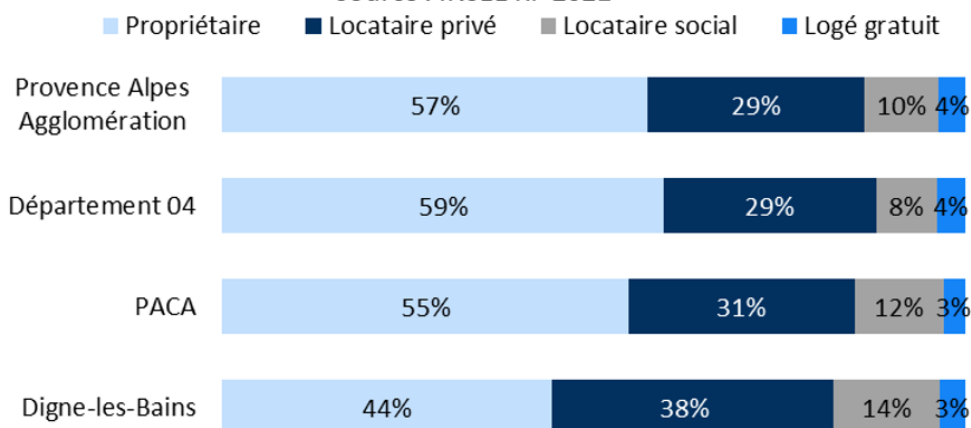 Propriétaire Locataire privé Locataire social Logé gratuit
Provence Alpes
Agglomération
57% 29% 10% 4%
Département 04
59% 29% 8% 4%
PACA
55% 31% 12% 3%
Digne-les-Bains
44% 38% 14% 3%